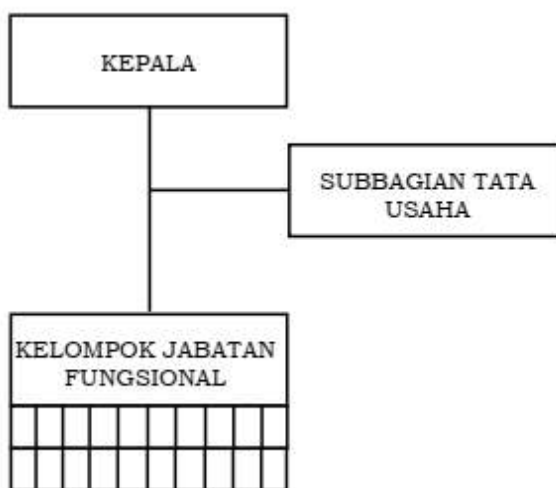 KEPALA
SUBBAGIAN TATA
USAHA
KELOMPOK JABATAN
FUNGSIONAL